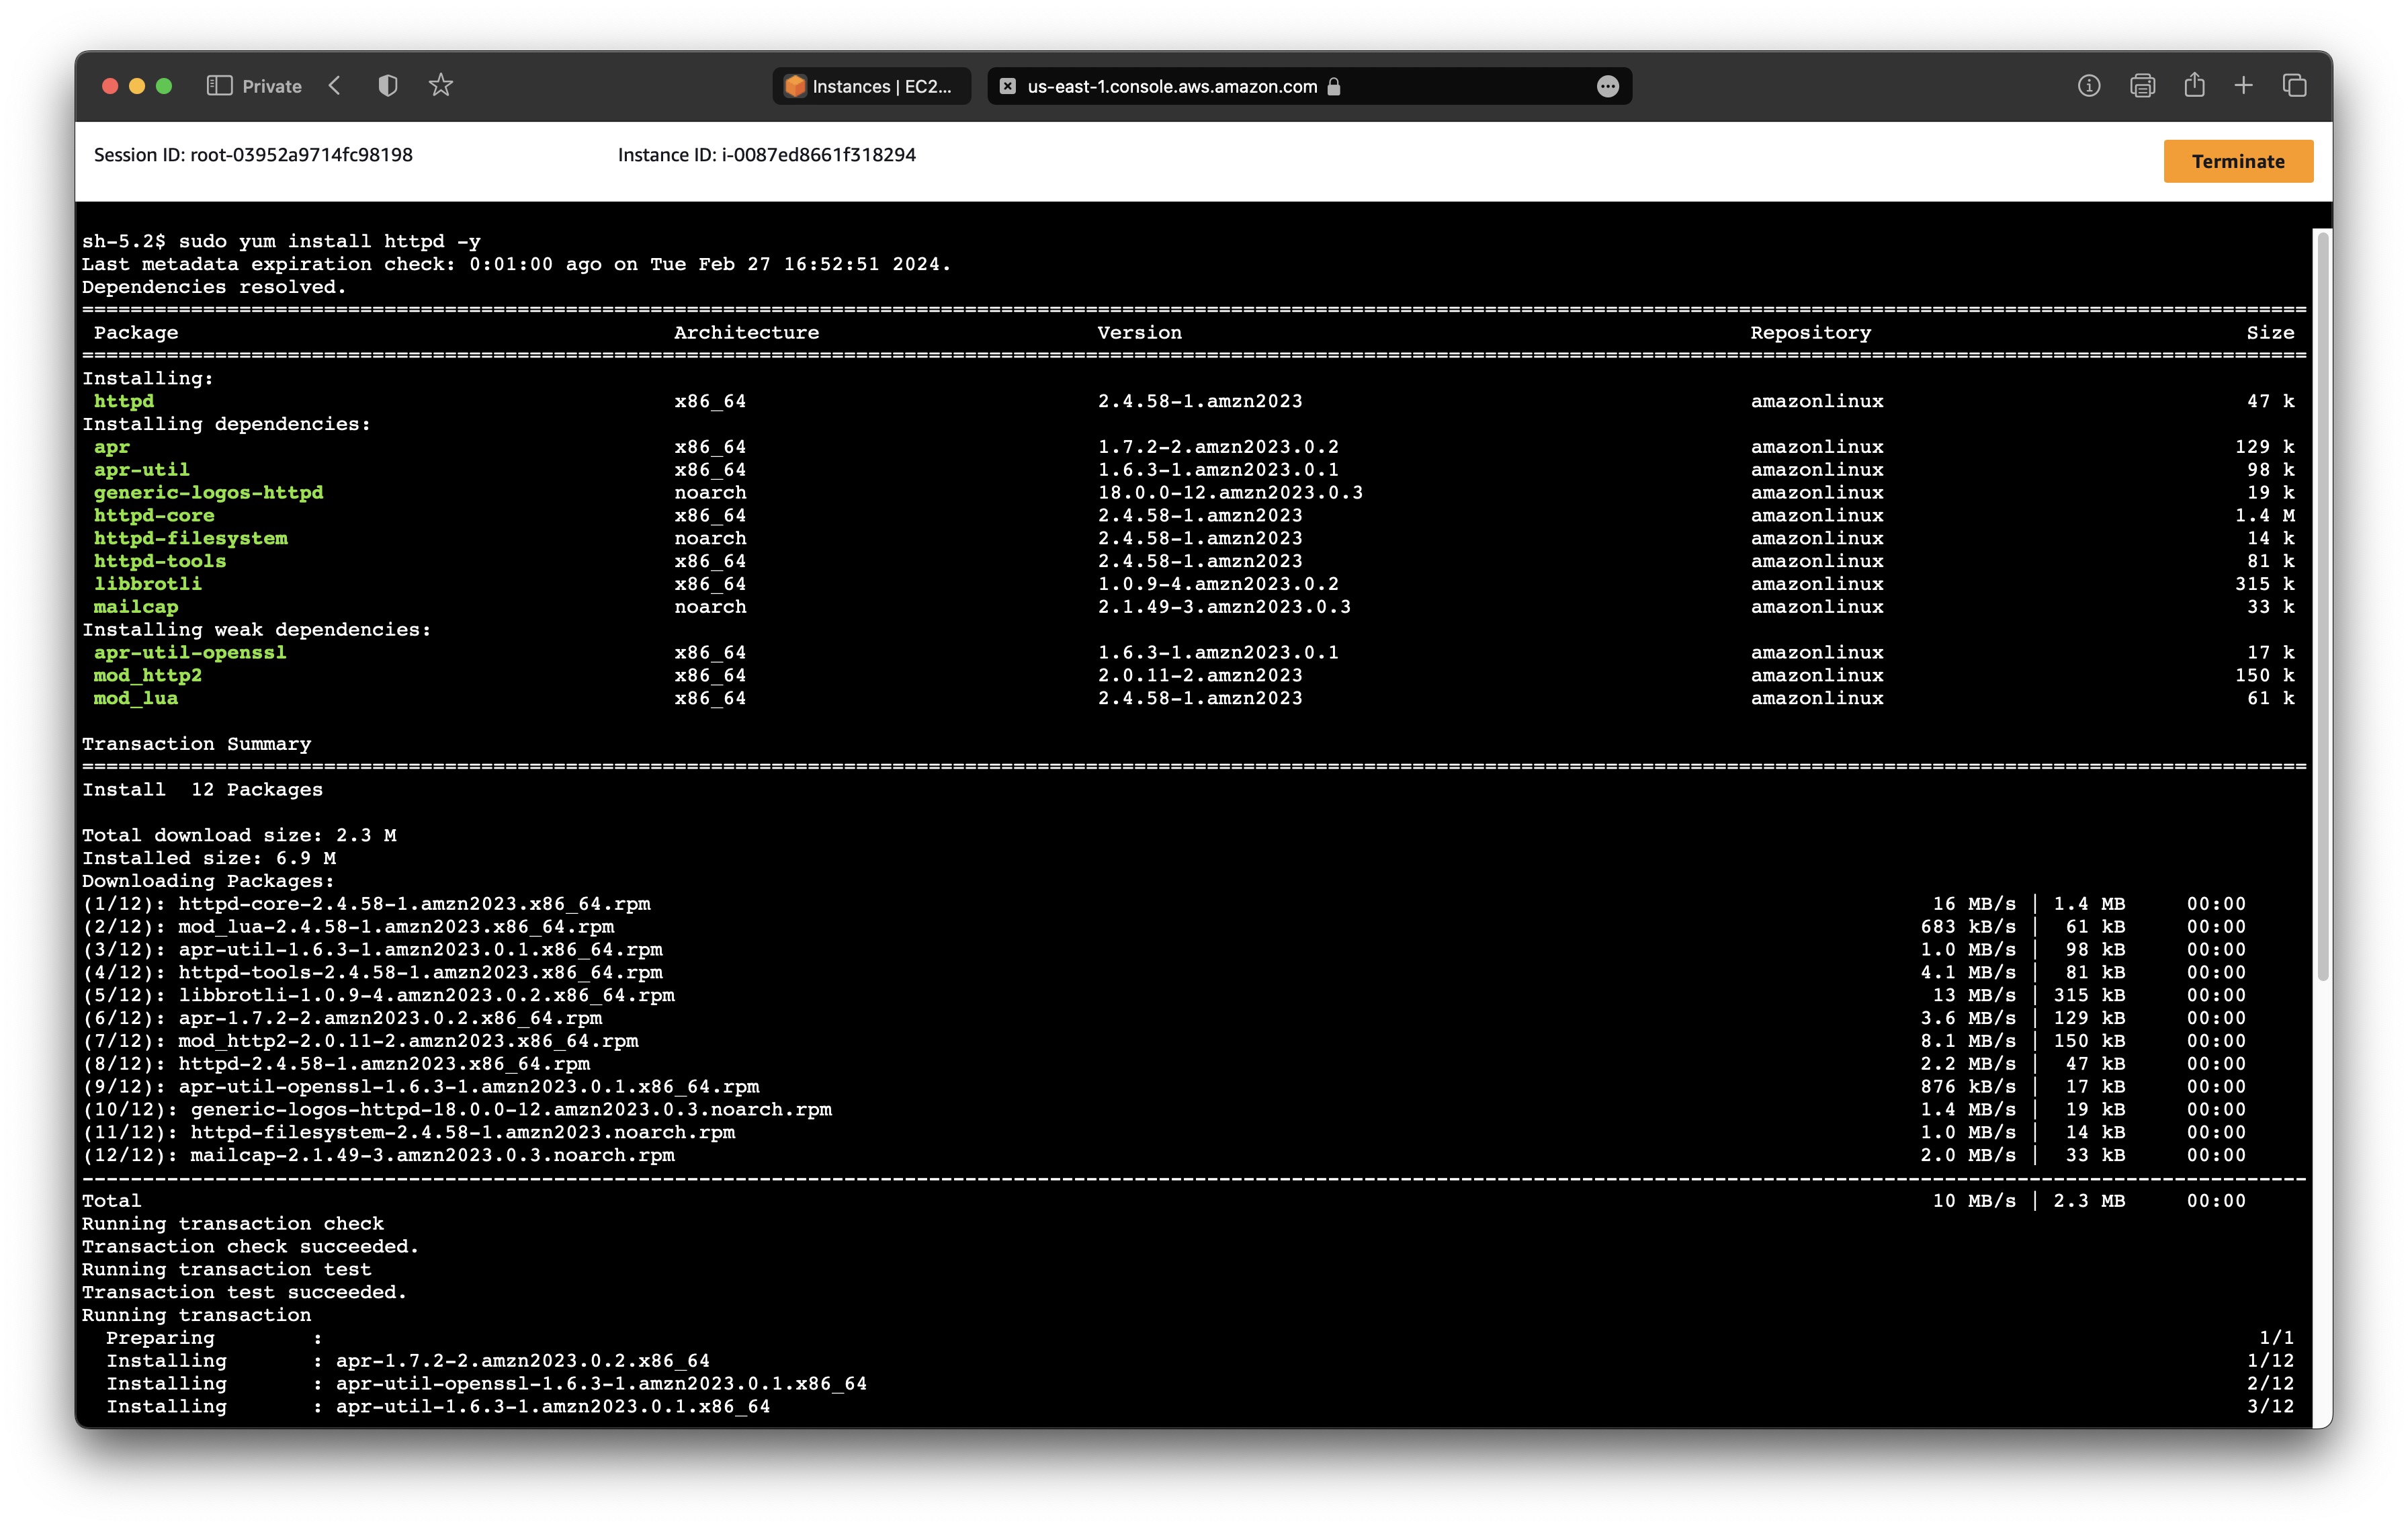 Private
Instances | EC2...
us-east-1.console.aws.amazon.com
Session ID: root-03952a9714fc98198 Instance ID: i-0087ed8661f318294
Terminate
sh-5.2$ sudo yum install httpd -y
Last metadata expiration check: 0:01:00 ago on Tue Feb 27 16:52:51 2024.
Dependencies resolved.
Package Architecture Version Repository Size
Installing:
httpd x86_64 2.4.58-1.amzn2023 amazonlinux 47 k
Installing dependencies:
apr x86_64 1.7.2-2.amzn2023.0.2 amazonlinux 129 k
apr-util x86_64 1.6.3-1.amzn2023.0.1 amazonlinux 98 k
generic-logos-httpd noarch 18.0.0-12.amzn2023.0.3 amazonlinux 19 k
httpd-core x86_64 2.4.58-1.amzn2023 amazonlinux 1.4 M
httpd-filesystem noarch 2.4.58-1.amzn2023 amazonlinux 14 k
httpd-tools x86_64 2.4.58-1.amzn2023 amazonlinux 81 k
libbrotli x86_64 1.0.9-4.amzn2023.0.2 amazonlinux 315 k
mailcap noarch 2.1.49-3.amzn2023.0.3 amazonlinux 33 k
Installing weak dependencies:
apr-util-openssl x86_64 1.6.3-1.amzn2023.0.1 amazonlinux 17 k
mod_http2 x86_64 2.0.11-2.amzn2023 amazonlinux 150 k
mod_lua x86_64 2.4.58-1.amzn2023 amazonlinux 61 k
Transaction Summary
Install 12 Packages
Total download size: 2.3 M
Installed size: 6.9 M
Downloading Packages:
(1/12): httpd-core-2.4.58-1.amzn2023.x86_64.rpm 16 MB/s | 1.4 MB 00:00
(2/12): mod_lua-2.4.58-1.amzn2023.x86_64.rpm 683 kB/s | 61 kB 00:00
(3/12): apr-util-1.6.3-1.amzn2023.0.1.x86_64.rpm 1.0 MB/s | 98 kB 00:00
(4/12): httpd-tools-2.4.58-1.amzn2023.x86_64.rpm 4.1 MB/s | 81 kB 00:00
(5/12): libbrotli-1.0.9-4.amzn2023.0.2.x86_64.rpm 13 MB/s | 315 kB 00:00
(6/12): apr-1.7.2-2.amzn2023.0.2.x86_64.rpm 3.6 MB/s | 129 kB 00:00
(7/12): mod_http2-2.0.11-2.amzn2023.x86_64.rpm 8.1 MB/s | 150 kB 00:00
(8/12): httpd-2.4.58-1.amzn2023.x86_64.rpm 2.2 MB/s | 47 kB 00:00
(9/12): apr-util-openssl-1.6.3-1.amzn2023.0.1.x86_64.rpm 876 kB/s | 17 kB 00:00
(10/12): generic-logos-httpd-18.0.0-12.amzn2023.0.3.noarch.rpm 1.4 MB/s | 19 kB 00:00
(11/12): httpd-filesystem-2.4.58-1.amzn2023.noarch.rpm 1.0 MB/s | 14 kB 00:00
(12/12): mailcap-2.1.49-3.amzn2023.0.3.noarch.rpm 2.0 MB/s | 33 kB 00:00
Total 10 MB/s | 2.3 MB 00:00
Running transaction check
Transaction check succeeded.
Running transaction test
Transaction test succeeded.
Running transaction
Preparing : 1/1
Installing : apr-1.7.2-2.amzn2023.0.2.x86_64 1/12
Installing : apr-util-openssl-1.6.3-1.amzn2023.0.1.x86_64 2/12
Installing : apr-util-1.6.3-1.amzn2023.0.1.x86_64 3/12